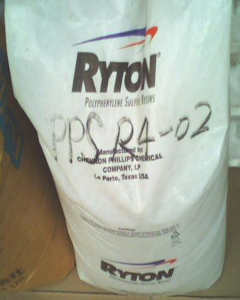 RYTON®
POLYPHENYLENE SULFIDE RESINS
PPS R4-02
Manufactured by:
CHEVRON PHILLIPS CHEMICAL
COMPANY, LP
La Porte, Texas USA
RYTON